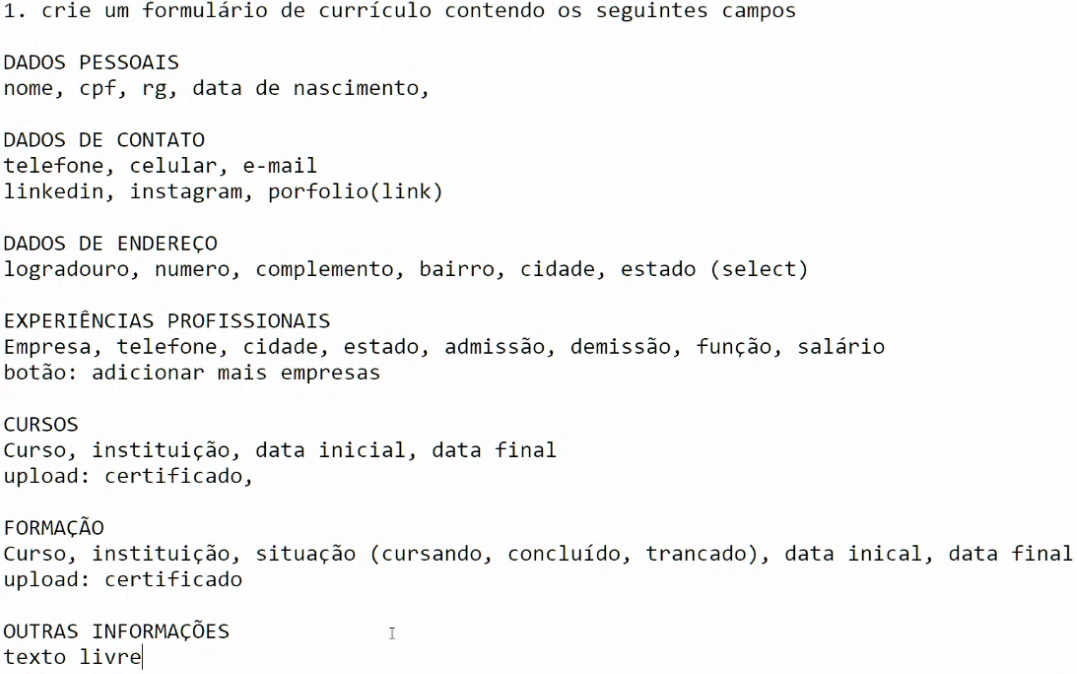 1. crie um formulário de currículo contendo os seguintes campos
DADOS PESSOAIS
nome, cpf, rg, data de nascimento,
DADOS DE CONTATO
telefone, celular, e-mail
linkedin, instagram, porfolio(link)
DADOS DE ENDEREÇO
logradouro, numero, complemento, bairro, cidade, estado (select)
EXPERIÊNCIAS PROFISSIONAIS
Empresa, telefone, cidade, estado, admissão, demissão, função, salário
botão: adicionar mais empresas
CURSOS
Curso, instituição, data inicial, data final
upload: certificado,
FORMAÇÃO
Curso, instituição, situação (cursando, concluído, trancado), data inical, data final
upload: certificado
OUTRAS INFORMAÇÕES
texto livre